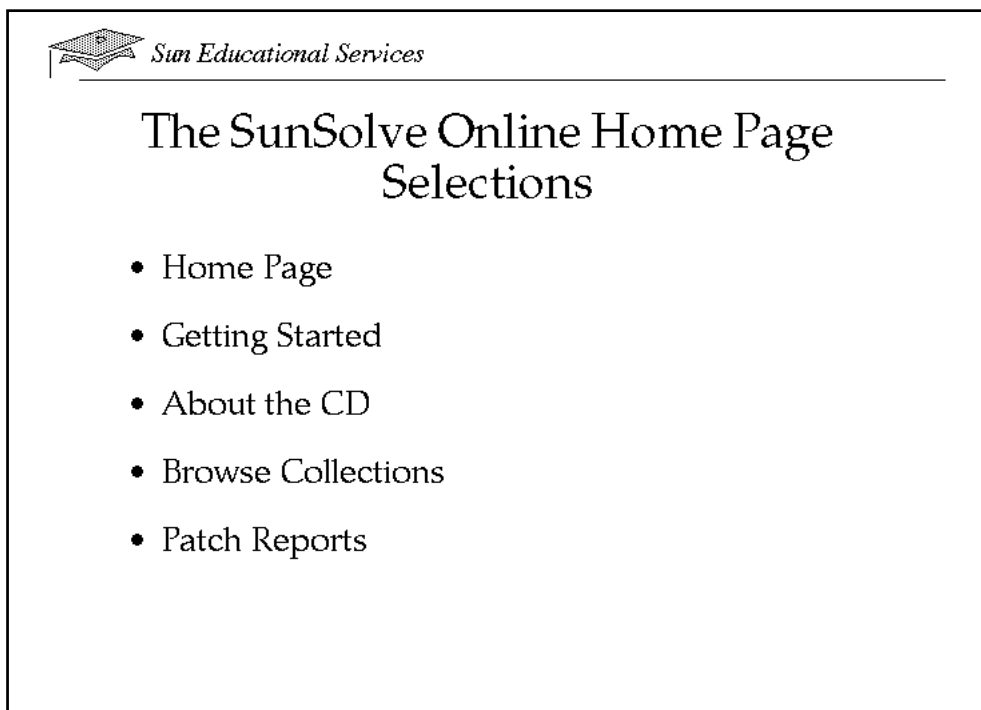 Sun Educational Services
The SunSolve Online Home Page
Selections
• Home Page
• Getting Started
• About the CD
• Browse Collections
• Patch Reports